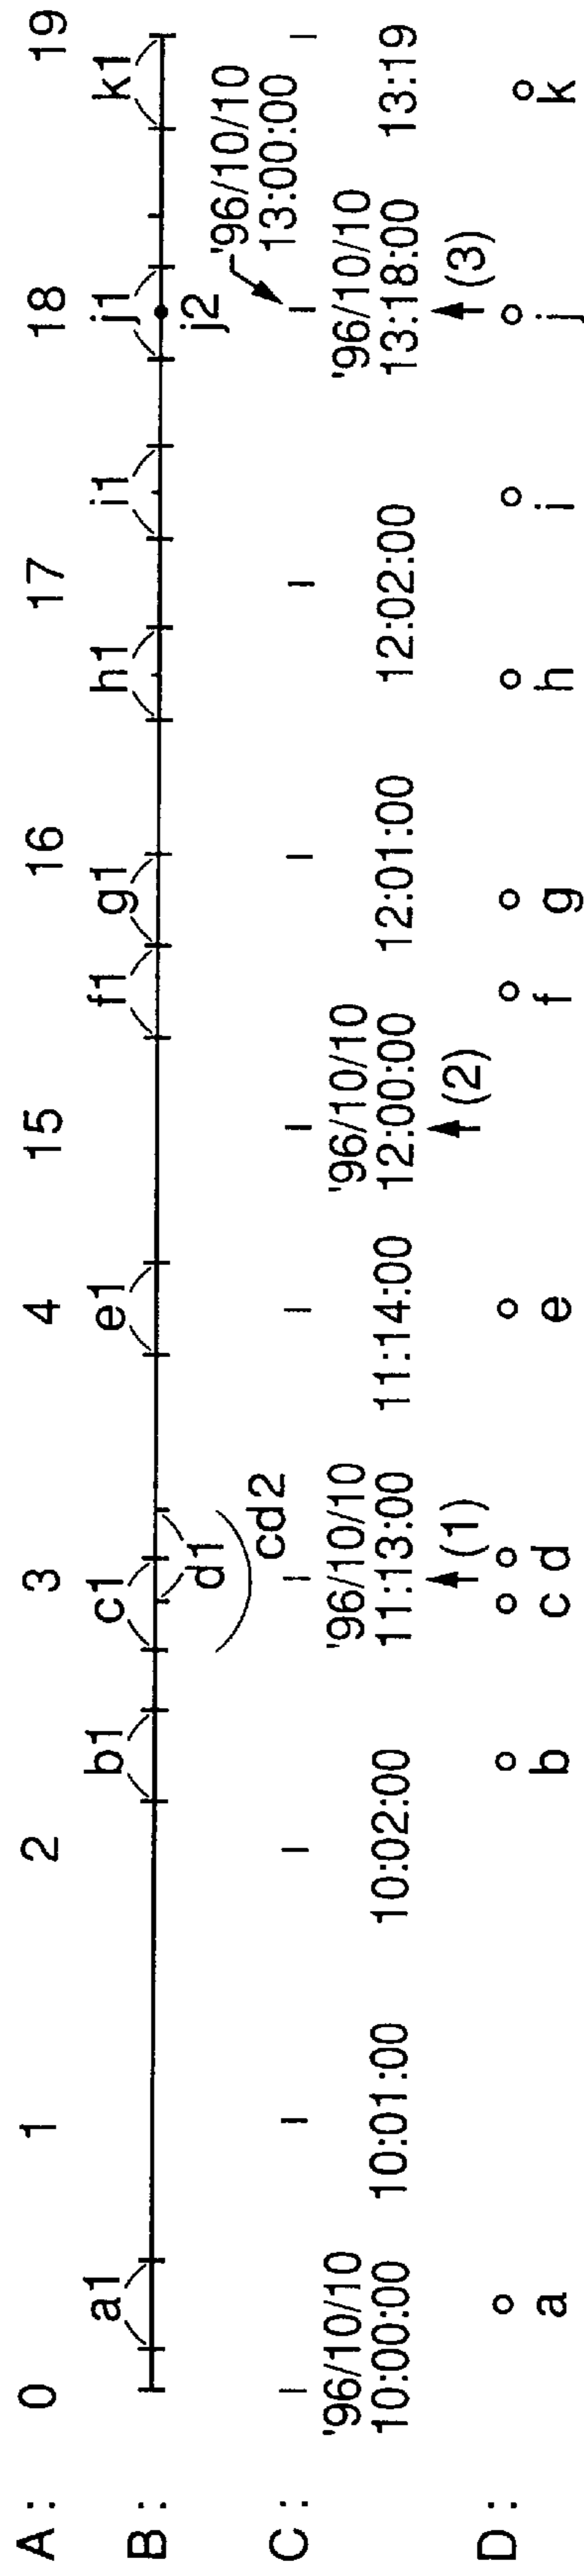 A: 0 1 2 3 4 15 16 17 18 19
B: a1 b1 c1 e1 f1 g1 h1 i1 j1 k1
d1 j2
cd2
'96/10/10
13:00:00
C:
'96/10/10 '96/10/10 '96/10/10 '96/10/10
10:00:00 10:01:00 10:02:00 11:13:00 11:14:00 12:00:00 12:01:00 12:02:00 13:18:00 13:19
(1) (2) (3)
D:
a b c d e f g h i j k